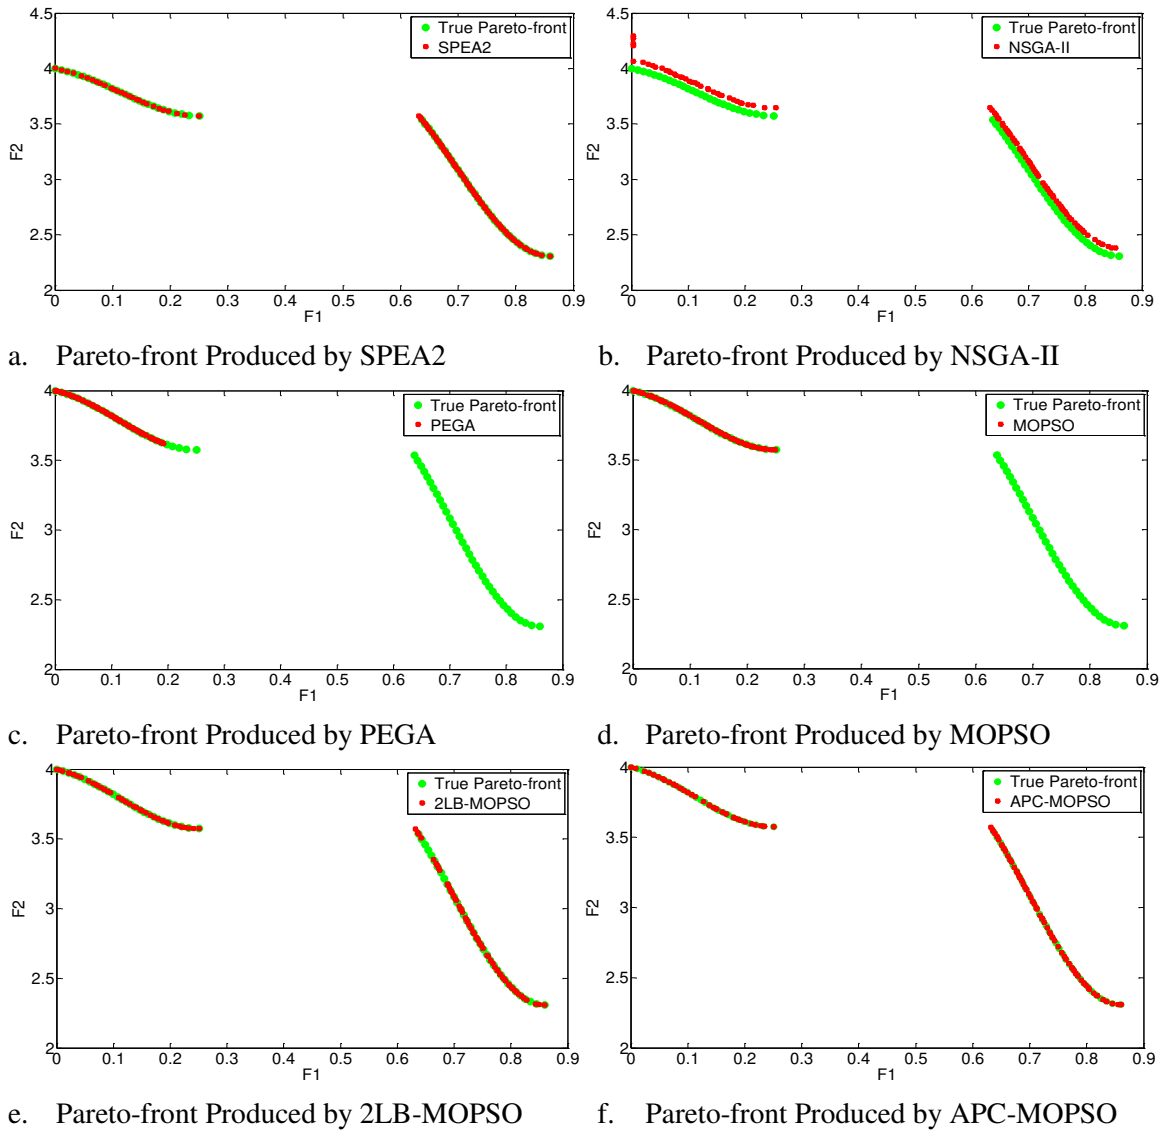 4.5
4
3.5
3
2.5
2
F2
0 0.1 0.2 0.3 0.4 0.5 0.6 0.7 0.8 0.9
F1
True Pareto-front
SPEA2
a. Pareto-front Produced by SPEA2
4.5
4
3.5
3
2.5
2
F2
0 0.1 0.2 0.3 0.4 0.5 0.6 0.7 0.8 0.9
F1
True Pareto-front
NSGA-II
b. Pareto-front Produced by NSGA-II
4
3.5
3
2.5
2
F2
0 0.1 0.2 0.3 0.4 0.5 0.6 0.7 0.8 0.9
F1
True Pareto-front
PEGA
c. Pareto-front Produced by PEGA
4
3.5
3
2.5
2
F2
0 0.1 0.2 0.3 0.4 0.5 0.6 0.7 0.8 0.9
F1
True Pareto-front
MOPSO
d. Pareto-front Produced by MOPSO
4
3.5
3
2.5
2
F2
0 0.1 0.2 0.3 0.4 0.5 0.6 0.7 0.8 0.9
F1
True Pareto-front
2LB-MOPSO
e. Pareto-front Produced by 2LB-MOPSO
4
3.5
3
2.5
2
F2
0 0.1 0.2 0.3 0.4 0.5 0.6 0.7 0.8 0.9
F1
True Pareto-front
APC-MOPSO
f. Pareto-front Produced by APC-MOPSO